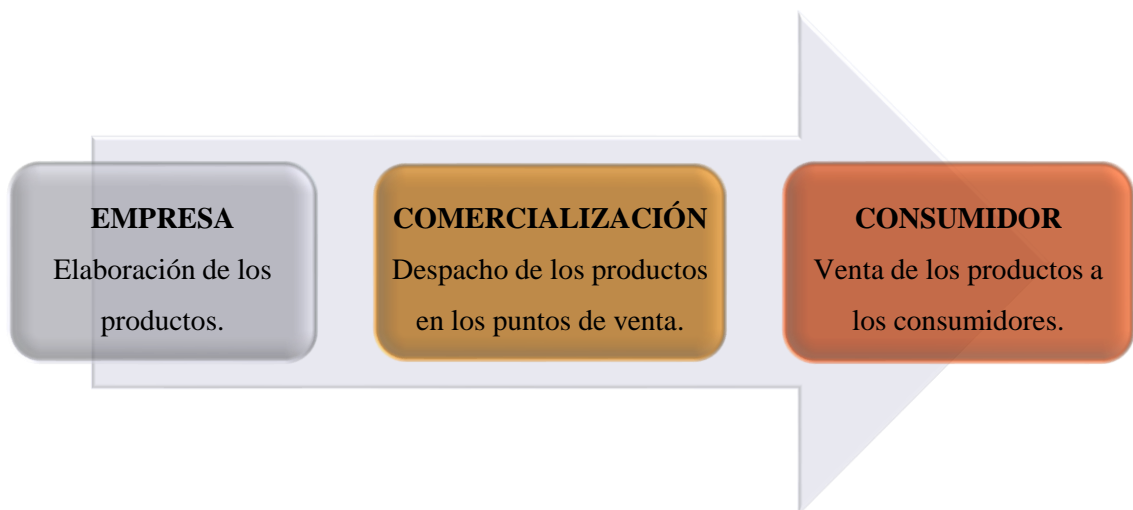 EMPRESA
Elaboración de los
productos.
COMERCIALIZACIÓN
Despacho de los productos
en los puntos de venta.
CONSUMIDOR
Venta de los productos a
los consumidores.